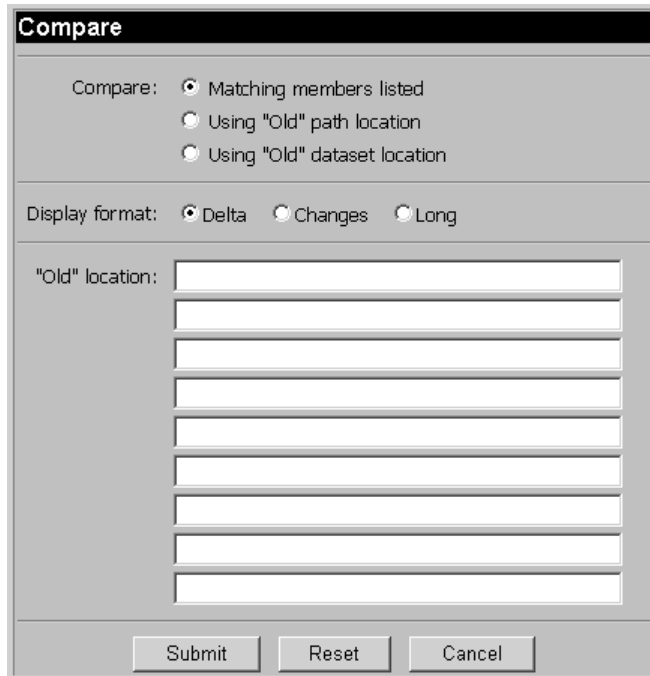 Compare
Compare: Matching members listed
Using "Old" path location
Using "Old" dataset location
Display format: Delta Changes Long
"Old" location:
Submit Reset Cancel